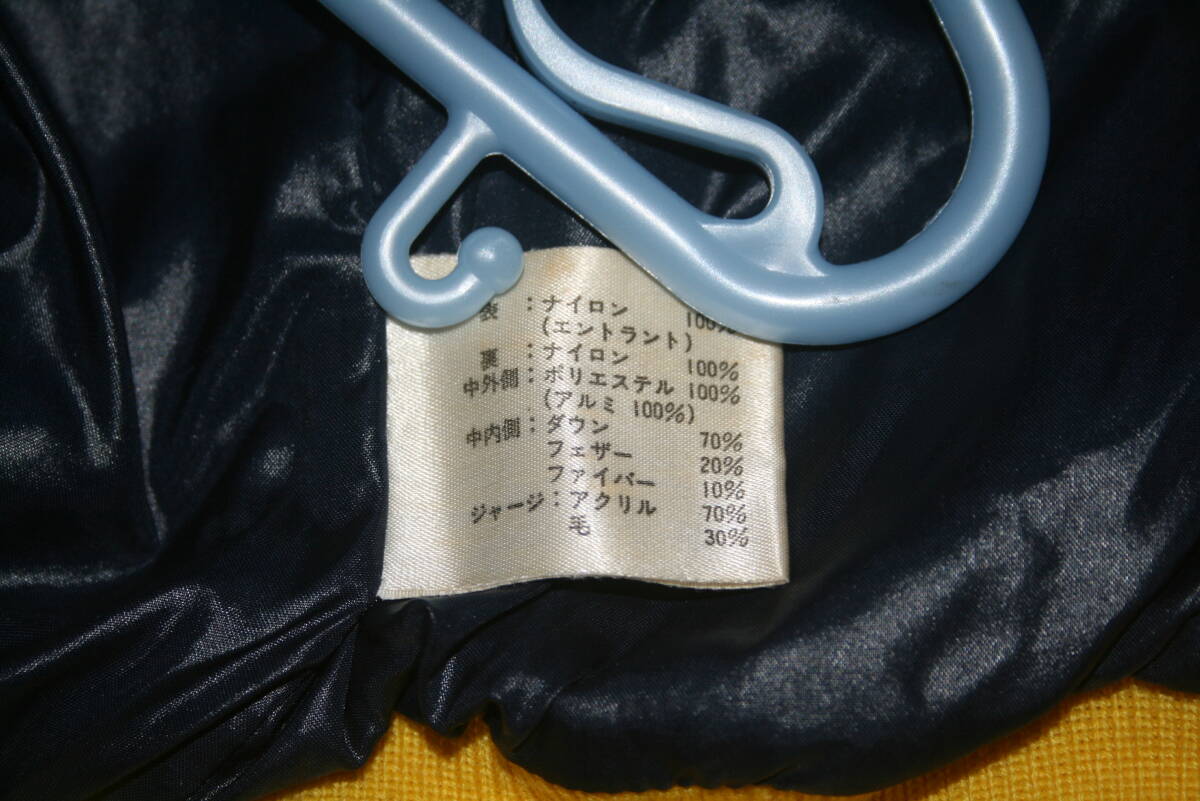 表 : ナイロン 100%
(エントラント)
裏 : ナイロン 100%
中外側 : ポリエステル 100%
(アルミ 100%)
中内側 : ダウン 70%
フェザー 20%
ファイバー 10%
ジャージ : アクリル 70%
毛 30%